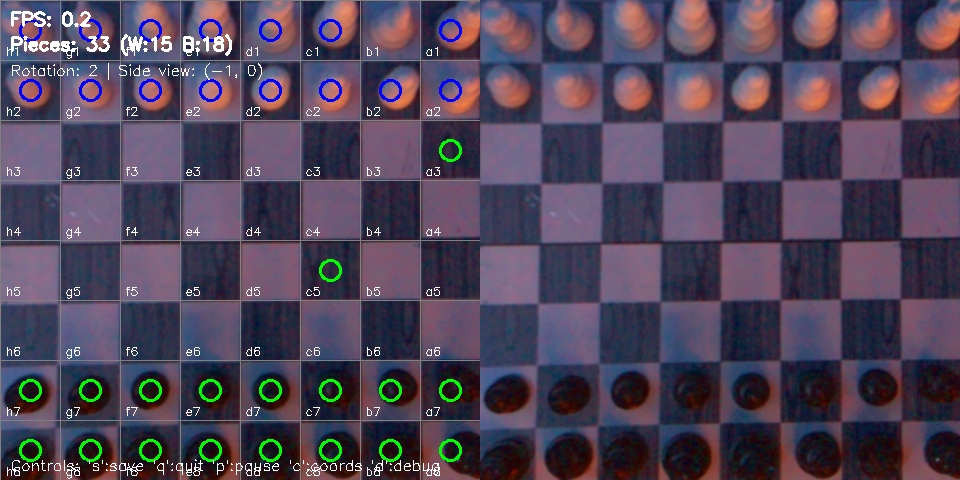 FPS: 0.2
Pieces: 33 (W:15 B:18)
h1 g1 e1 d1 c1 b1 a1
Rotation: 2 | Side view: (-1, 0)
h2 g2 f2 e2 d2 c2 b2 a2
h3 g3 f3 e3 d3 c3 b3 a3
h4 g4 f4 e4 d4 c4 b4 a4
h5 g5 f5 e5 d5 c5 b5 a5
h6 g6 f6 e6 d6 c6 b6 a6
h7 g7 f7 e7 d7 c7 b7 a7
Controls: 's':save 'q':quit 'p':pause 'c':coords 'd':debug